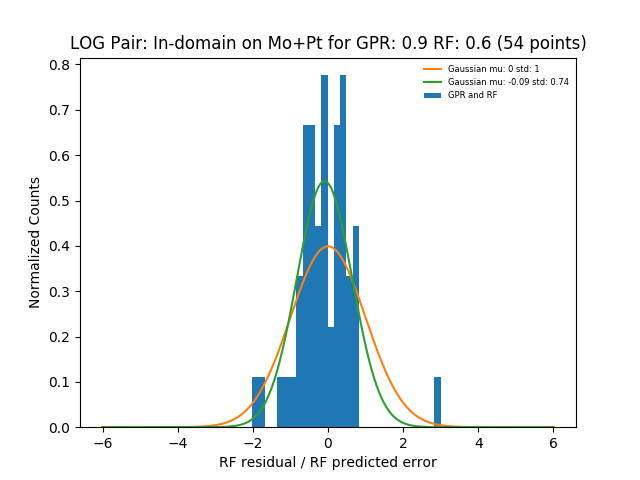 LOG Pair: In-domain on Mo+Pt for GPR: 0.9 RF: 0.6 (54 points)
Gaussian mu: 0 std: 1
Gaussian mu: -0.09 std: 0.74
GPR and RF
Normalized Counts
0.8
0.7
0.6
0.5
0.4
0.3
0.2
0.1
0.0
−6 −4 −2 0 2 4 6
RF residual / RF predicted error